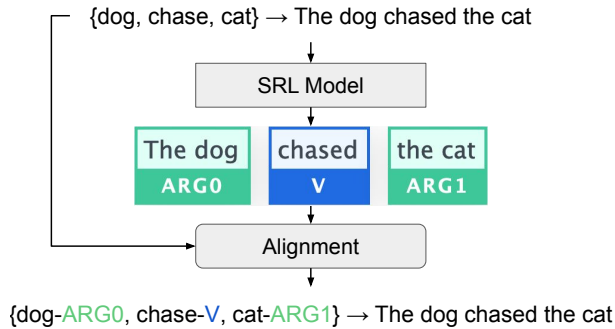 {dog, chase, cat} → The dog chased the cat
SRL Model
The dog chased the cat
ARG0 V ARG1
Alignment
{dog-ARG0, chase-V, cat-ARG1} → The dog chased the cat